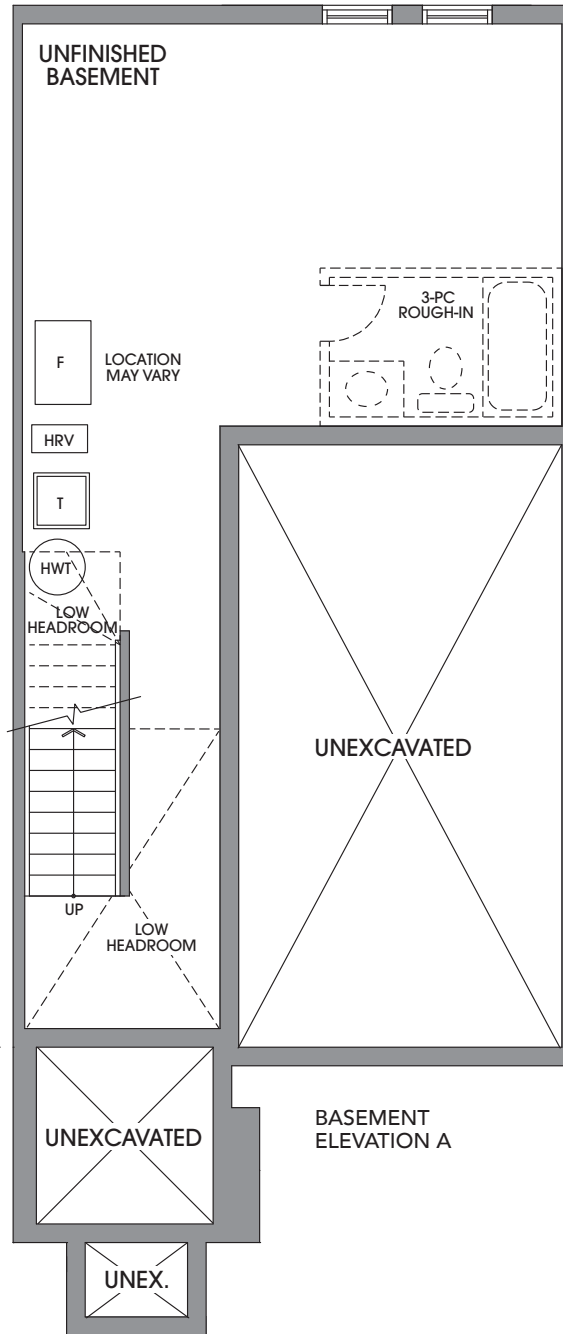 UNFINISHED
BASEMENT
3-PC
ROUGH-IN
F
LOCATION
MAY VARY
HRV
T
HWT
LOW
HEADROOM
UNEXCAVATED
UP
LOW
HEADROOM
UNEXCAVATED
BASEMENT
ELEVATION A
UNEX.